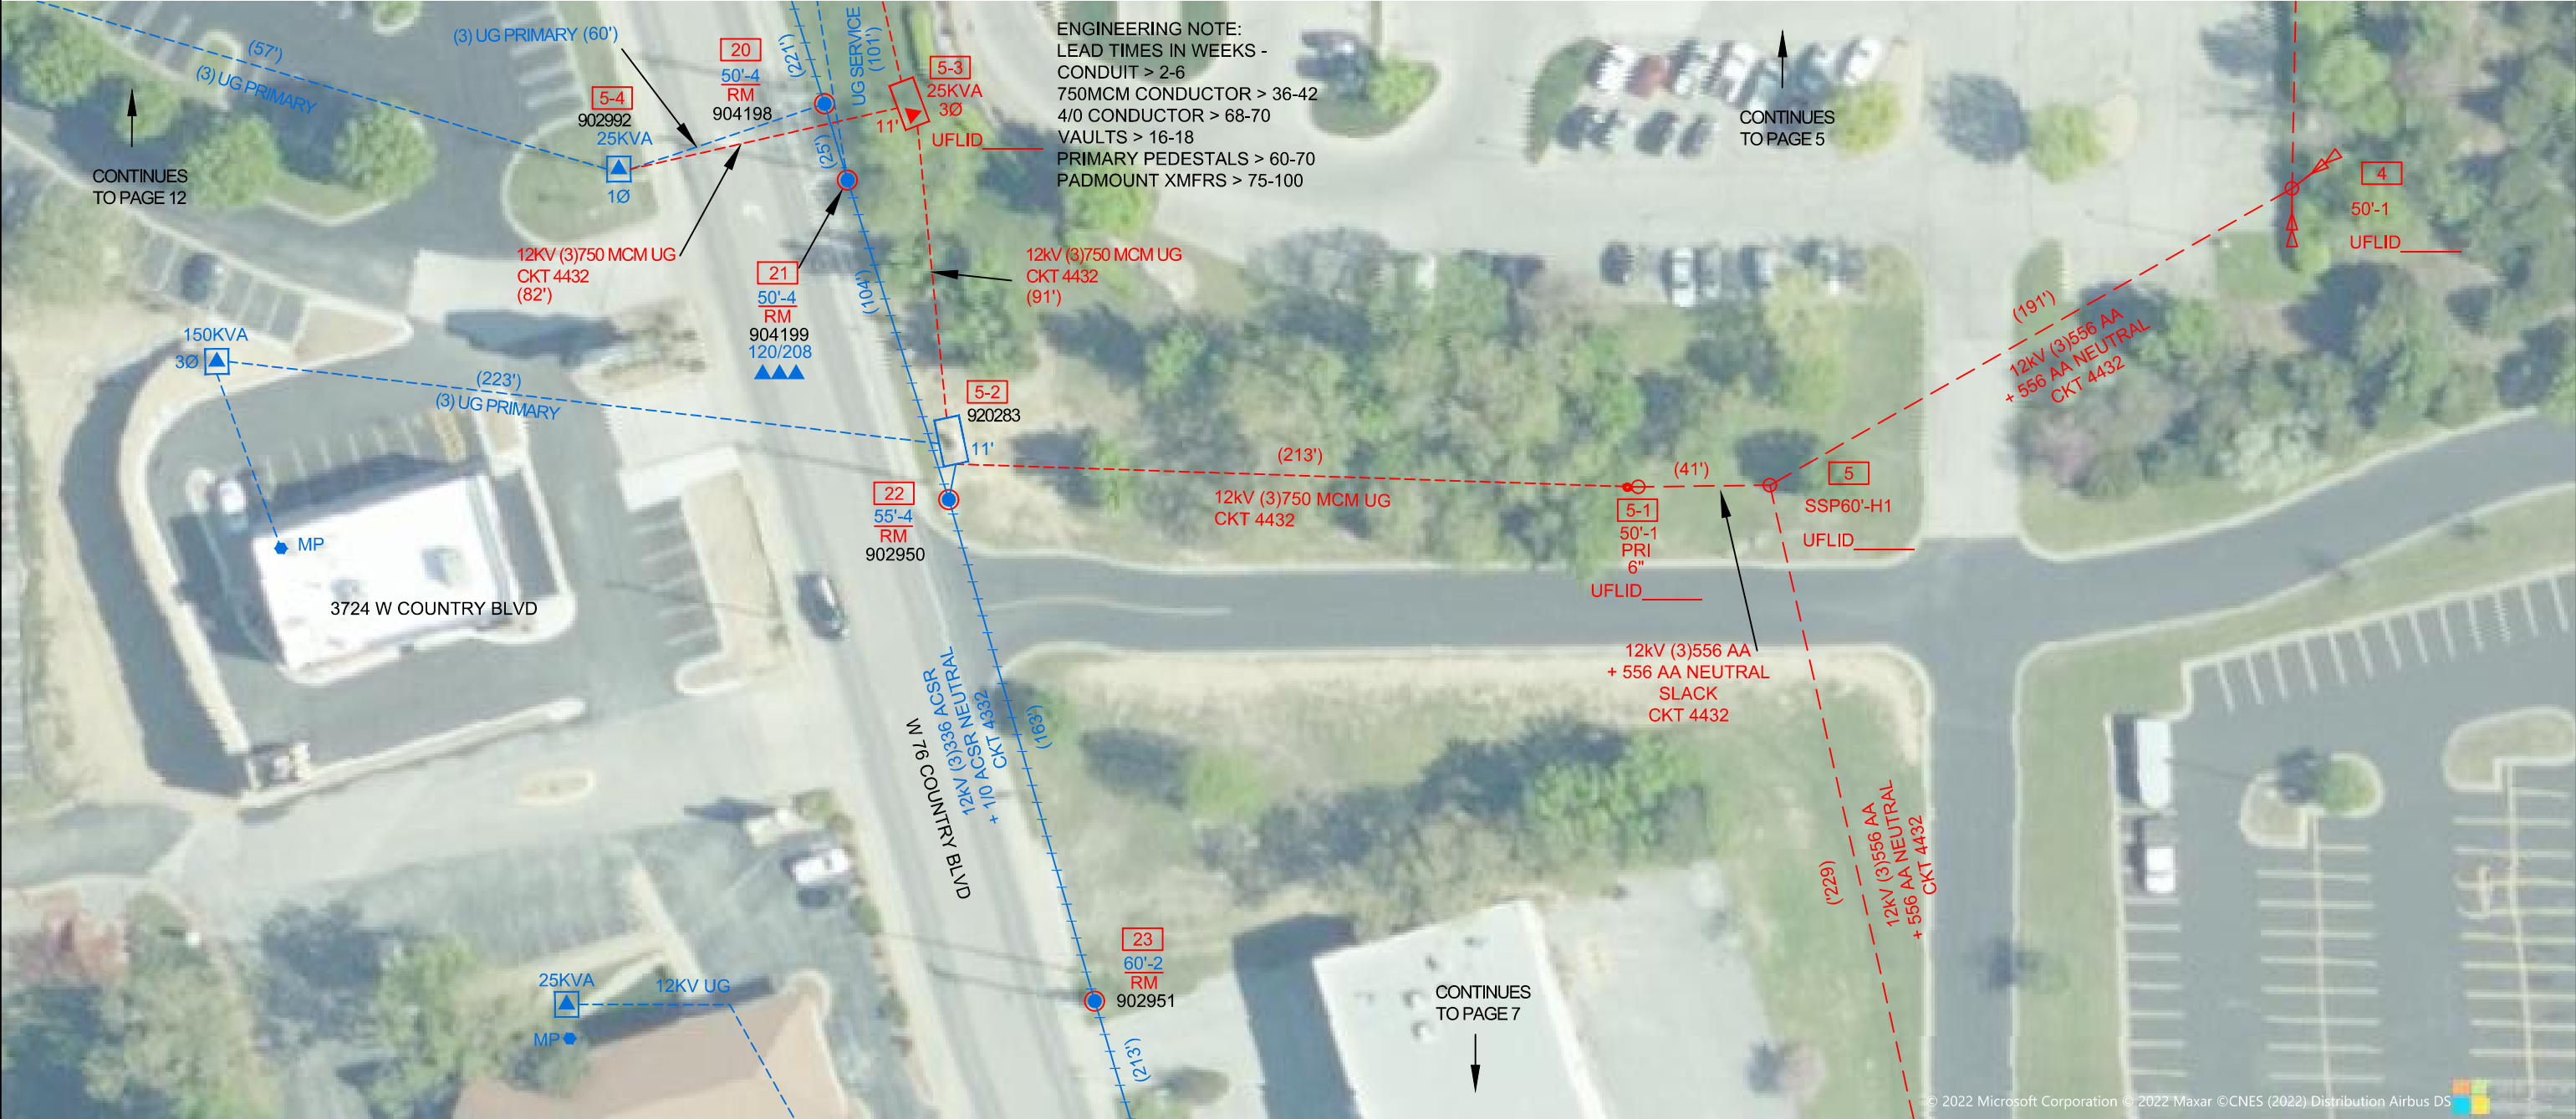 (57')
(3) UG PRIMARY
(3) UG PRIMARY (60')
5-4
902992
25KVA
1Ø
20
50'-4
RM
904198
(221')
UG SERVICE
(101')
(25')
5-3
25KVA
3Ø
11'
UFLID______
ENGINEERING NOTE:
LEAD TIMES IN WEEKS -
CONDUIT > 2-6
750MCM CONDUCTOR > 36-42
4/0 CONDUCTOR > 68-70
VAULTS > 16-18
PRIMARY PEDESTALS > 60-70
PADMOUNT XMFRS > 75-100
CONTINUES
TO PAGE 5
4
50'-1
UFLID______
CONTINUES
TO PAGE 12
12KV (3)750 MCM UG
CKT 4432
(82')
21
50'-4
RM
904199
120/208
(104')
12kV (3)750 MCM UG
CKT 4432
(91')
(191')
12kV (3)556 AA
+ 556 AA NEUTRAL
CKT 4432
150KVA
3Ø
(223')
(3) UG PRIMARY
5-2
920283
11'
(213')
12kV (3)750 MCM UG
CKT 4432
(41')
5-1
50'-1
PRI
6"
UFLID______
5
SSP60'-H1
UFLID______
22
55'-4
RM
902950
MP
3724 W COUNTRY BLVD
12kV (3)336 ACSR
+ 1/0 ACSR NEUTRAL
CKT 4332
(163')
W 76 COUNTRY BLVD
12kV (3)556 AA
+ 556 AA NEUTRAL
SLACK
CKT 4432
(229')
12kV (3)556 AA
+ 556 AA NEUTRAL
CKT 4432
23
60'-2
RM
902951
25KVA
12KV UG
MP
(213')
CONTINUES
TO PAGE 7
© 2022 Microsoft Corporation © 2022 Maxar ©CNES (2022) Distribution Airbus DS